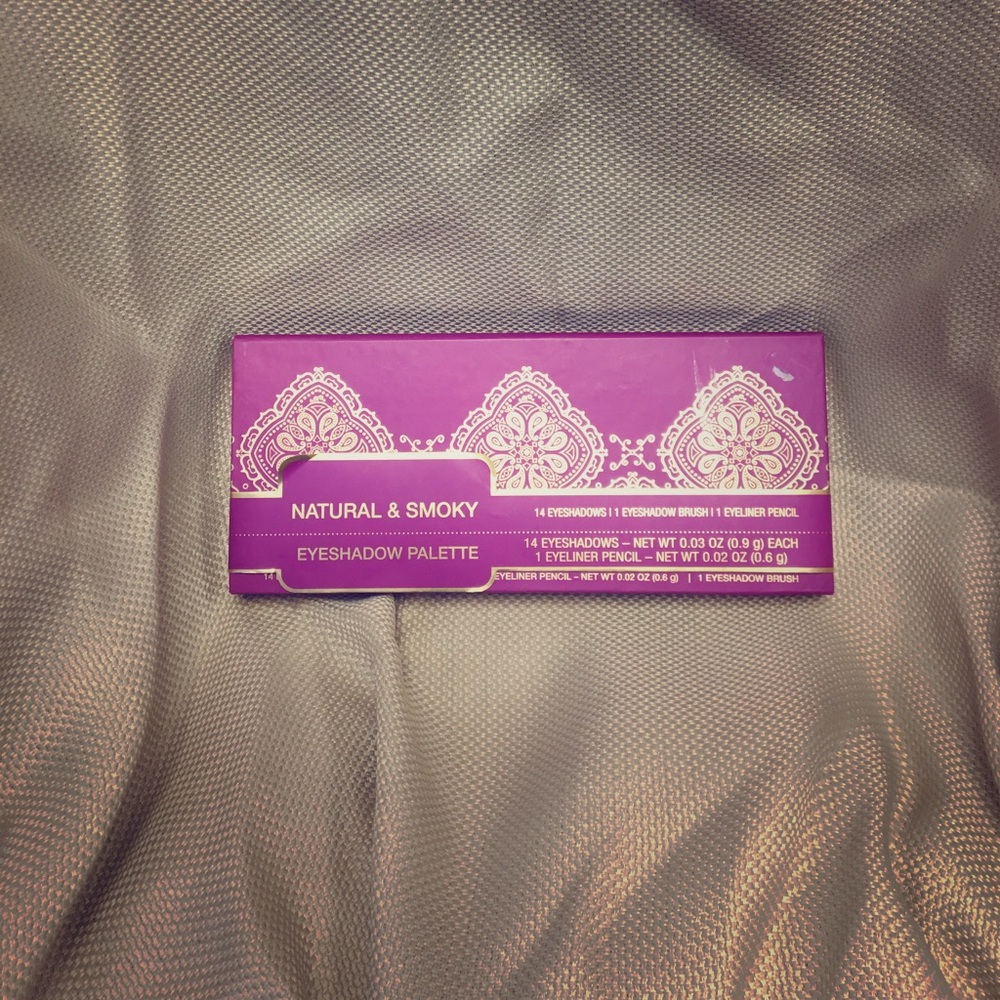 NATURAL & SMOKY
EYESHADOW PALETTE
14 EYESHADOWS | 1 EYESHADOW BRUSH | 1 EYELINER PENCIL
14 EYESHADOWS – NET WT 0.03 OZ (0.9 g) EACH
1 EYELINER PENCIL – NET WT 0.02 OZ (0.6 g)
14
EYELINER PENCIL – NET WT 0.02 OZ (0.6 g) | 1 EYESHADOW BRUSH